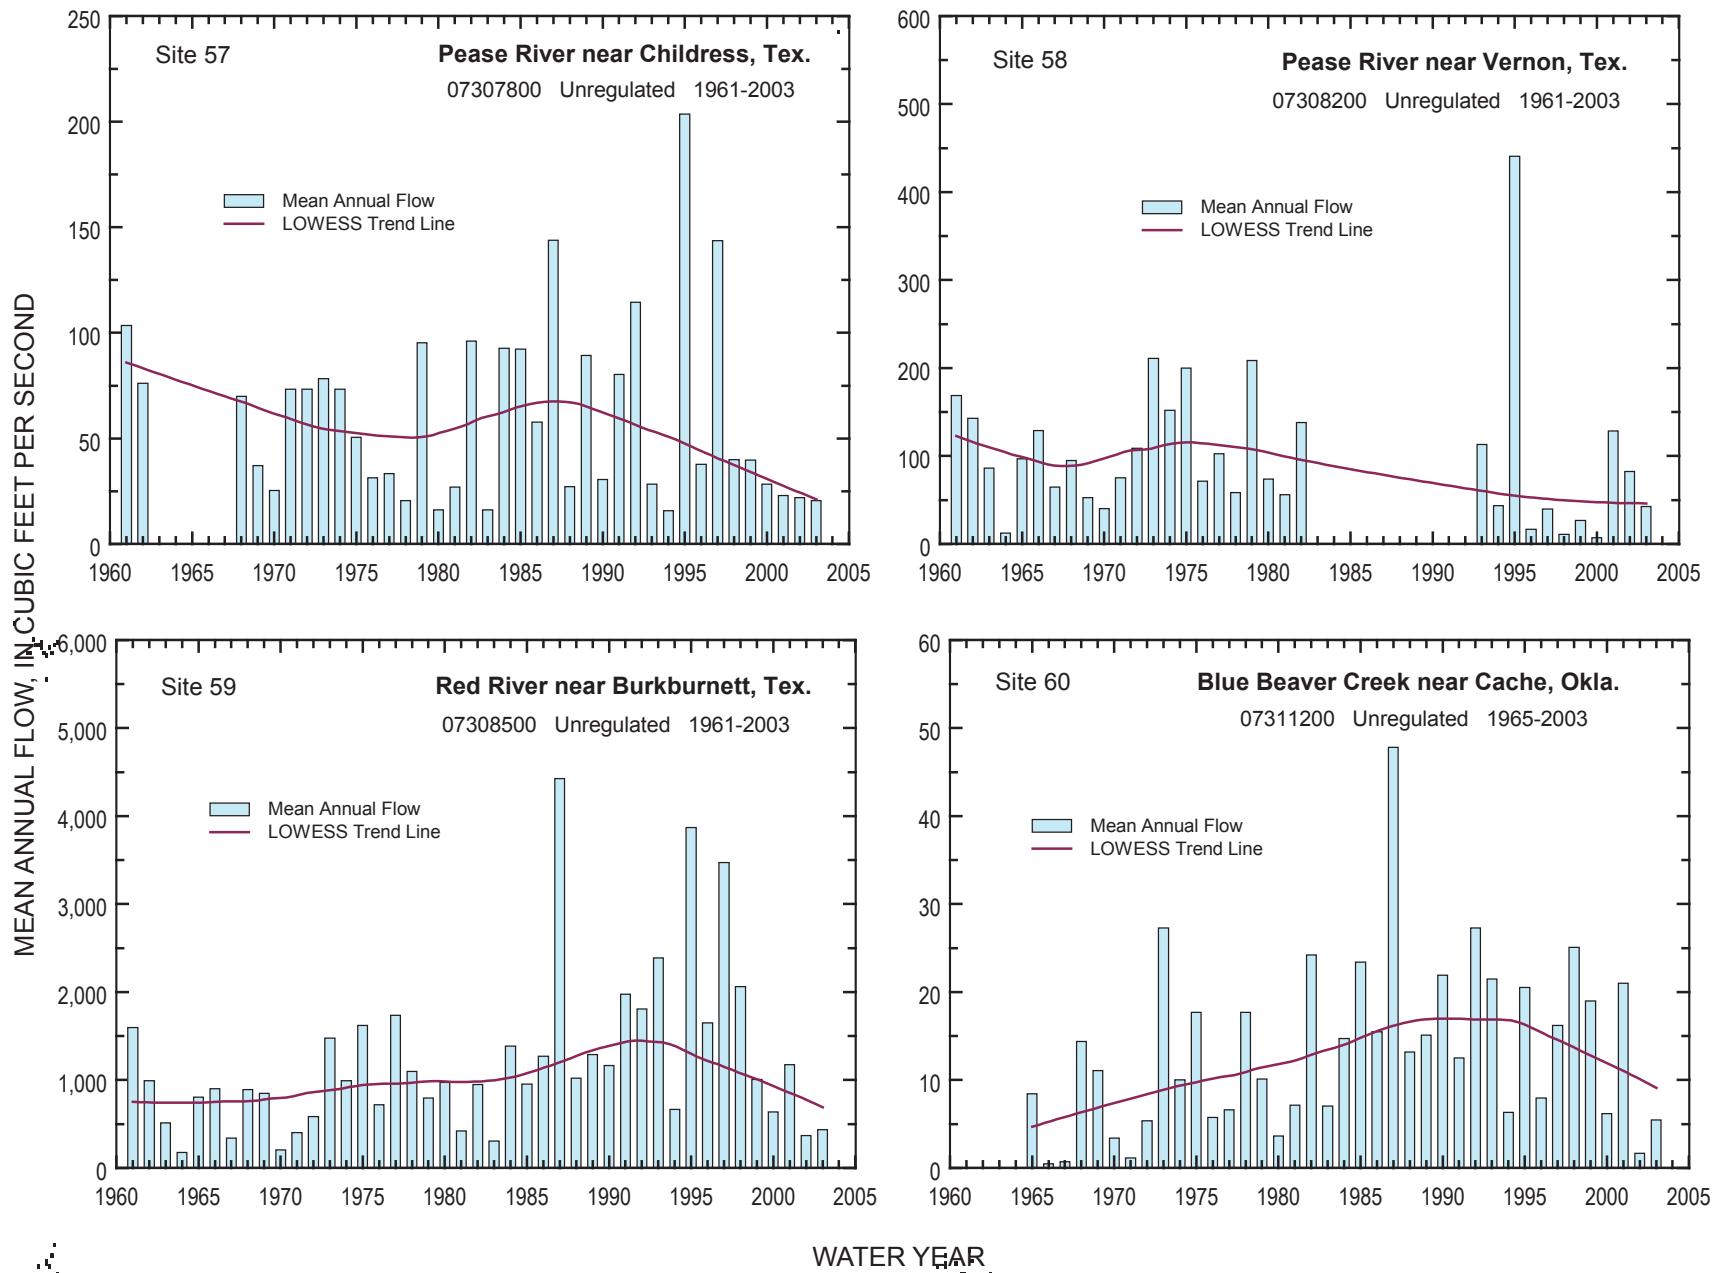 Site 57
Pease River near Childress, Tex.
07307800 Unregulated 1961-2003
Mean Annual Flow
LOWESS Trend Line
250
200
150
100
50
0
1960 1965 1970 1975 1980 1985 1990 1995 2000 2005
Site 58
Pease River near Vernon, Tex.
07308200 Unregulated 1961-2003
Mean Annual Flow
LOWESS Trend Line
600
500
400
300
200
100
0
1960 1965 1970 1975 1980 1985 1990 1995 2000 2005
MEAN ANNUAL FLOW, IN CUBIC FEET PER SECOND
Site 59
Red River near Burkburnett, Tex.
07308500 Unregulated 1961-2003
Mean Annual Flow
LOWESS Trend Line
6,000
5,000
4,000
3,000
2,000
1,000
0
1960 1965 1970 1975 1980 1985 1990 1995 2000 2005
Site 60
Blue Beaver Creek near Cache, Okla.
07311200 Unregulated 1965-2003
Mean Annual Flow
LOWESS Trend Line
60
50
40
30
20
10
0
1960 1965 1970 1975 1980 1985 1990 1995 2000 2005
WATER YEAR